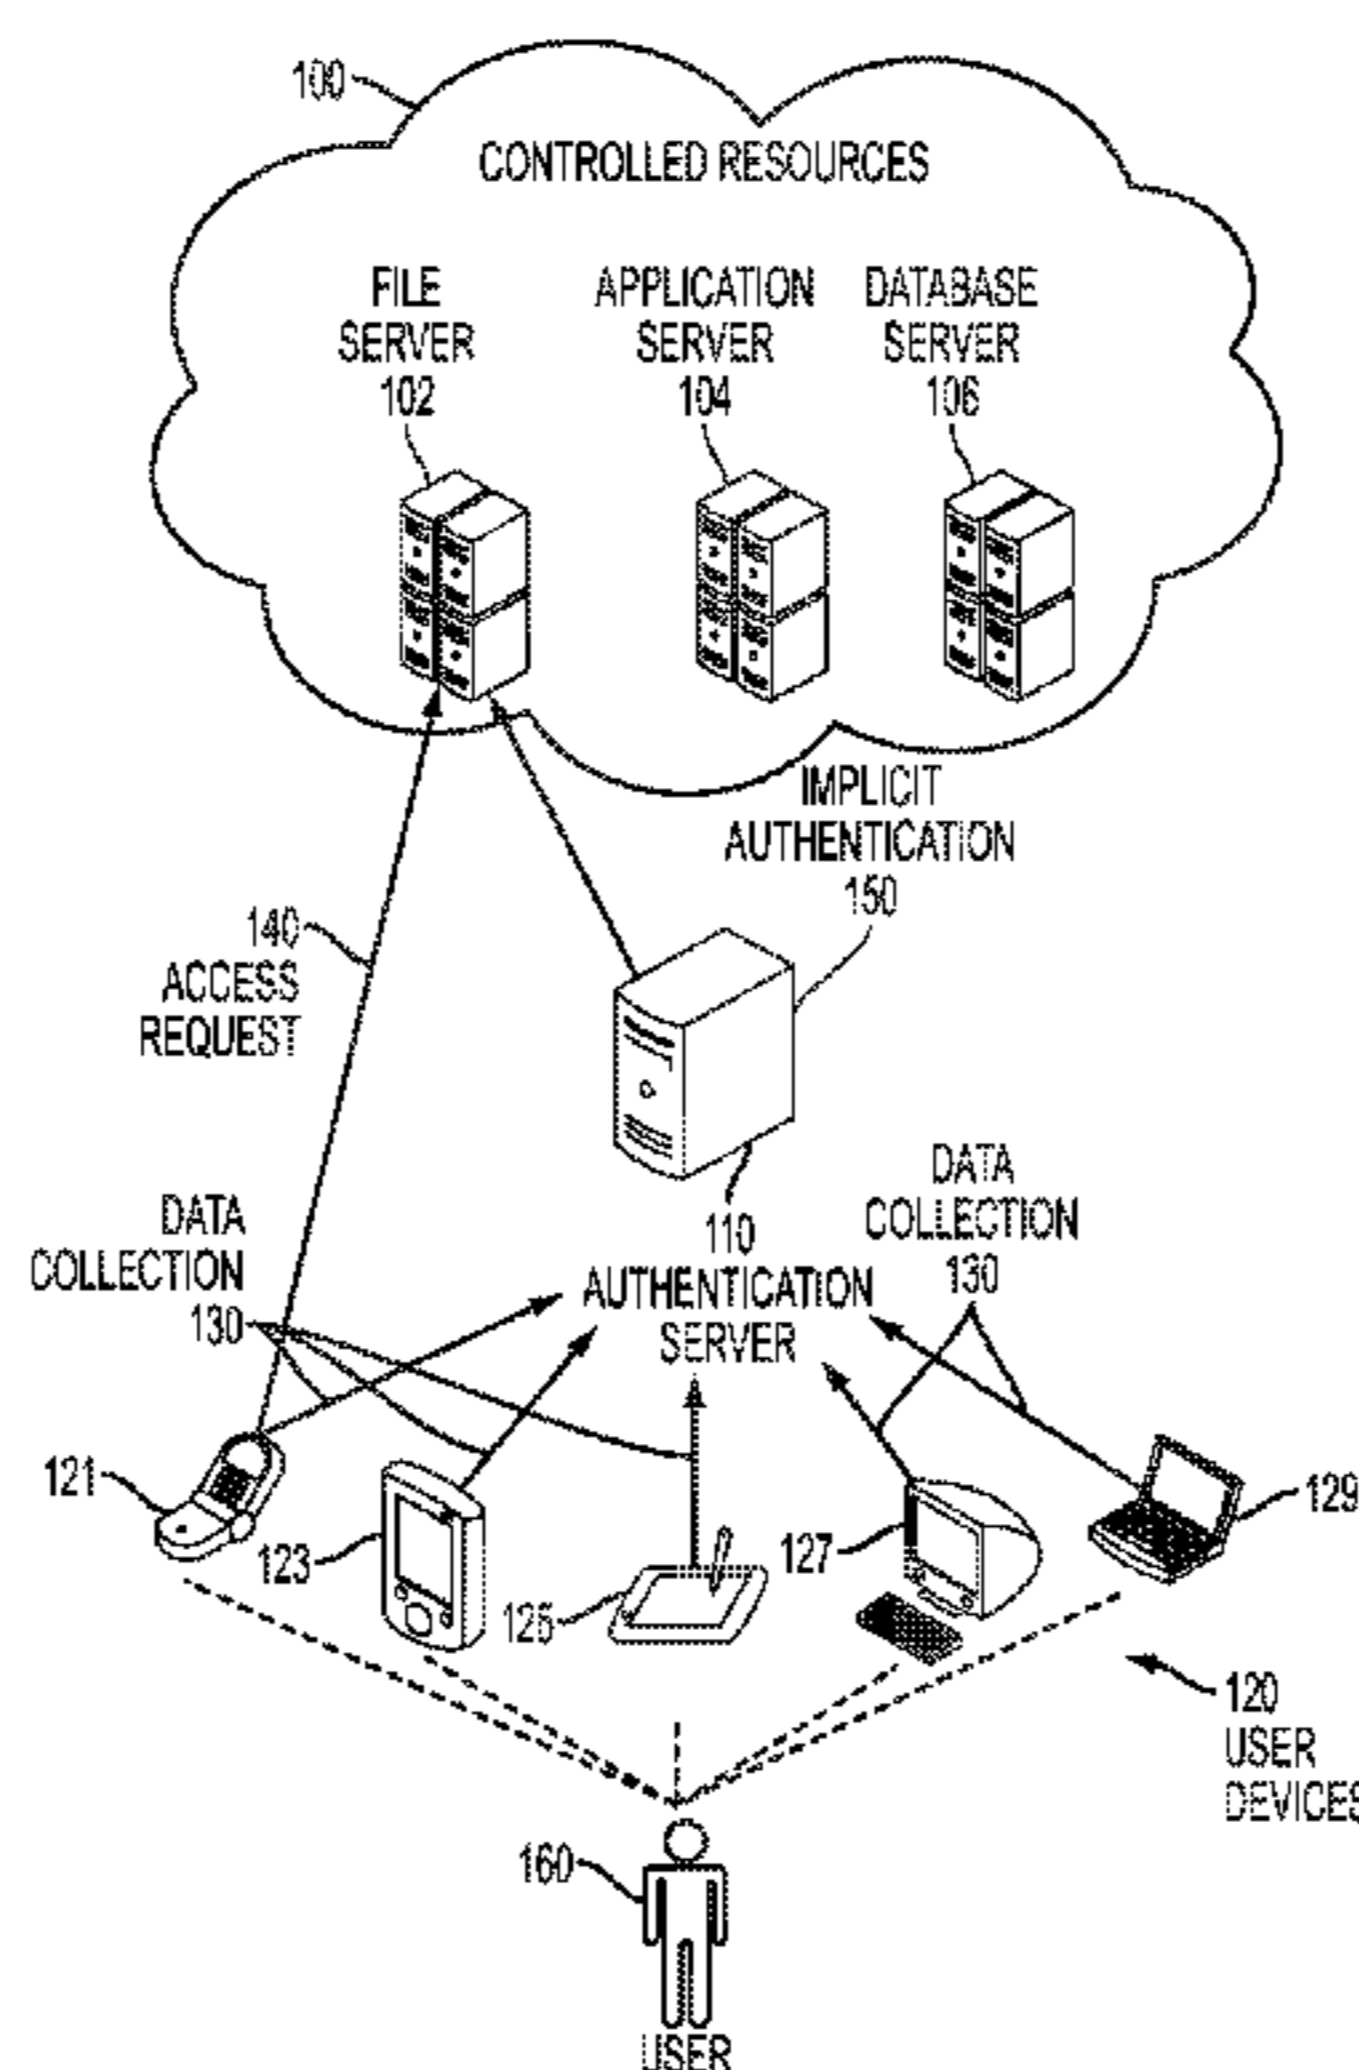 100
CONTROLLED RESOURCES
FILE
SERVER
102
APPLICATION
SERVER
104
DATABASE
SERVER
106
IMPLICIT
AUTHENTICATION
150
140
ACCESS
REQUEST
DATA
COLLECTION
130
110
AUTHENTICATION
SERVER
DATA
COLLECTION
130
121
123
125
127
129
120
USER
DEVICES
160
USER